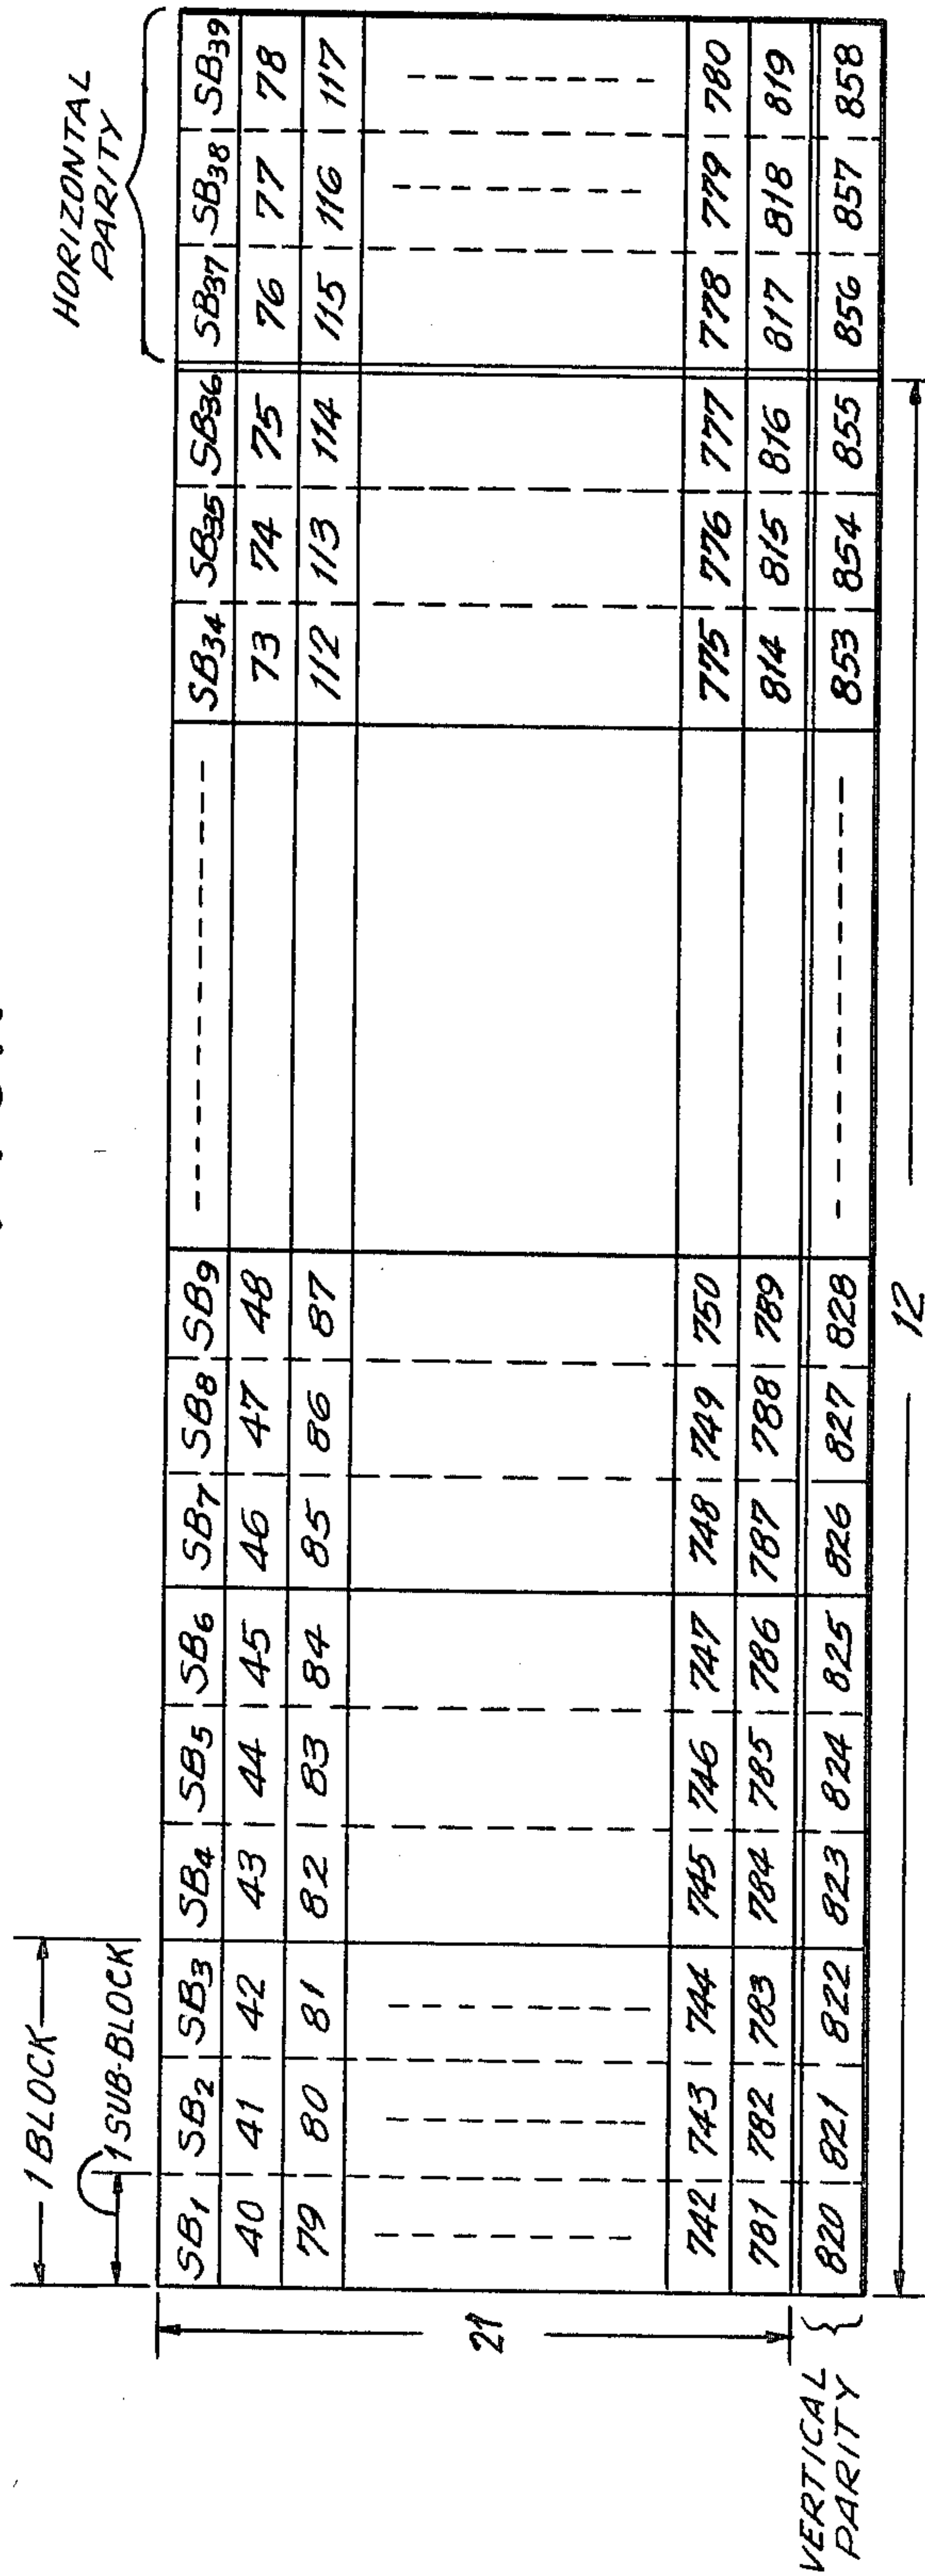 HORIZONTAL
PARITY
1 BLOCK
1 SUB-BLOCK
SB1 SB2 SB3 SB4 SB5 SB6 SB7 SB8 SB9 SB34 SB35 SB36 SB37 SB38 SB39
40 41 42 43 44 45 46 47 48 73 74 75 76 77 78
79 80 81 82 83 84 85 86 87 112 113 114 115 116 117
21
742 743 744 745 746 747 748 749 750 775 776 777 778 779 780
781 782 783 784 785 786 787 788 789 814 815 816 817 818 819
VERTICAL
PARITY
820 821 822 823 824 825 826 827 828 853 854 855 856 857 858
12